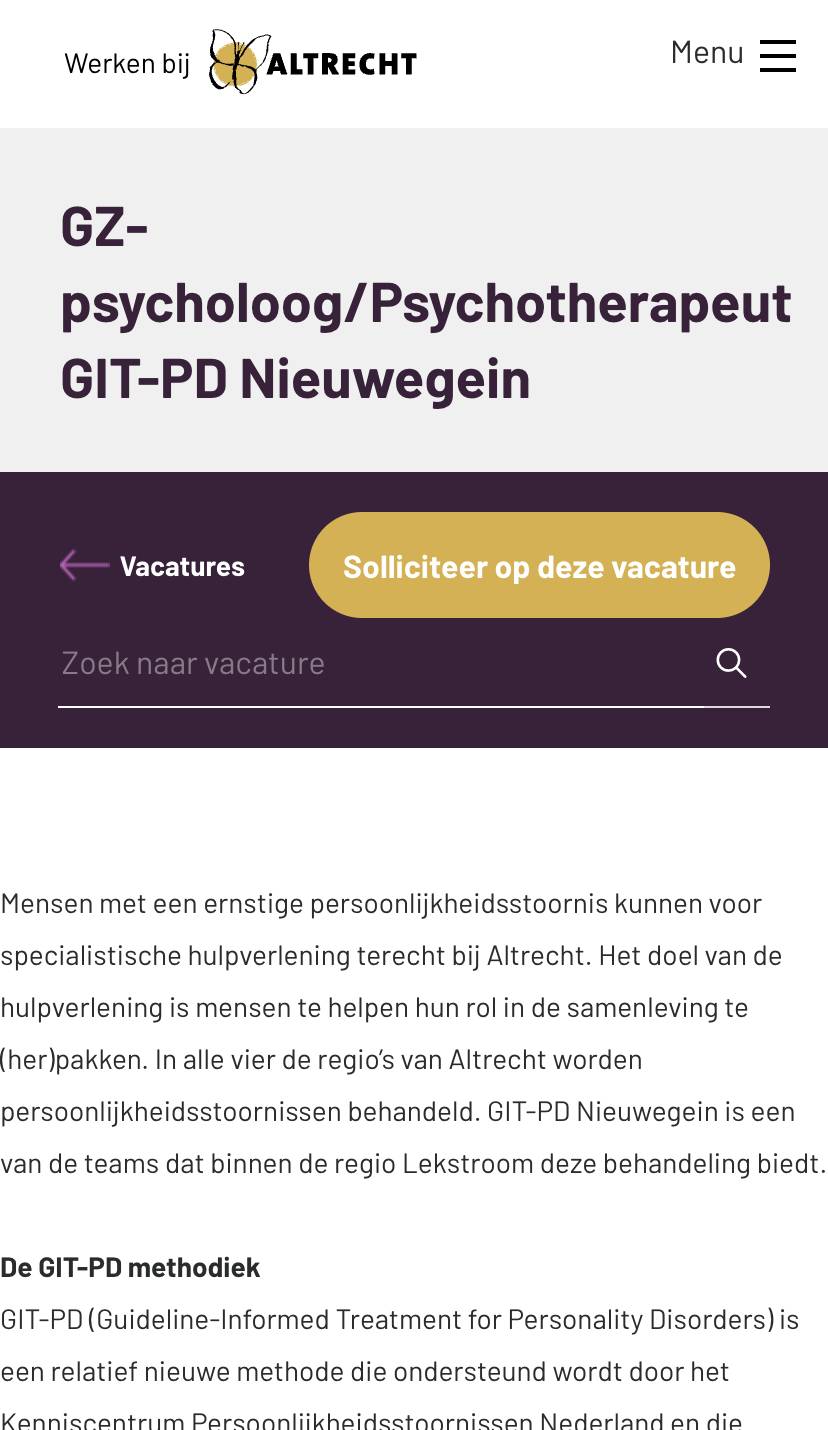 Werken bij ALTRECHT
Menu
GZ-
psycholoog/Psychotherapeut
GIT-PD Nieuwegein
Vacatures
Solliciteer op deze vacature
Zoek naar vacature
Mensen met een ernstige persoonlijkheidsstoornis kunnen voor
specialistische hulpverlening terecht bij Altrecht. Het doel van de
hulpverlening is mensen te helpen hun rol in de samenleving te
(her)pakken. In alle vier de regio’s van Altrecht worden
persoonlijkheidsstoornissen behandeld. GIT-PD Nieuwegein is een
van de teams dat binnen de regio Lekstroom deze behandeling biedt.
De GIT-PD methodiek
GIT-PD (Guideline-Informed Treatment for Personality Disorders) is
een relatief nieuwe methode die ondersteund wordt door het
Kenniscentrum Persoonlijkheidsstoornissen Nederland en die